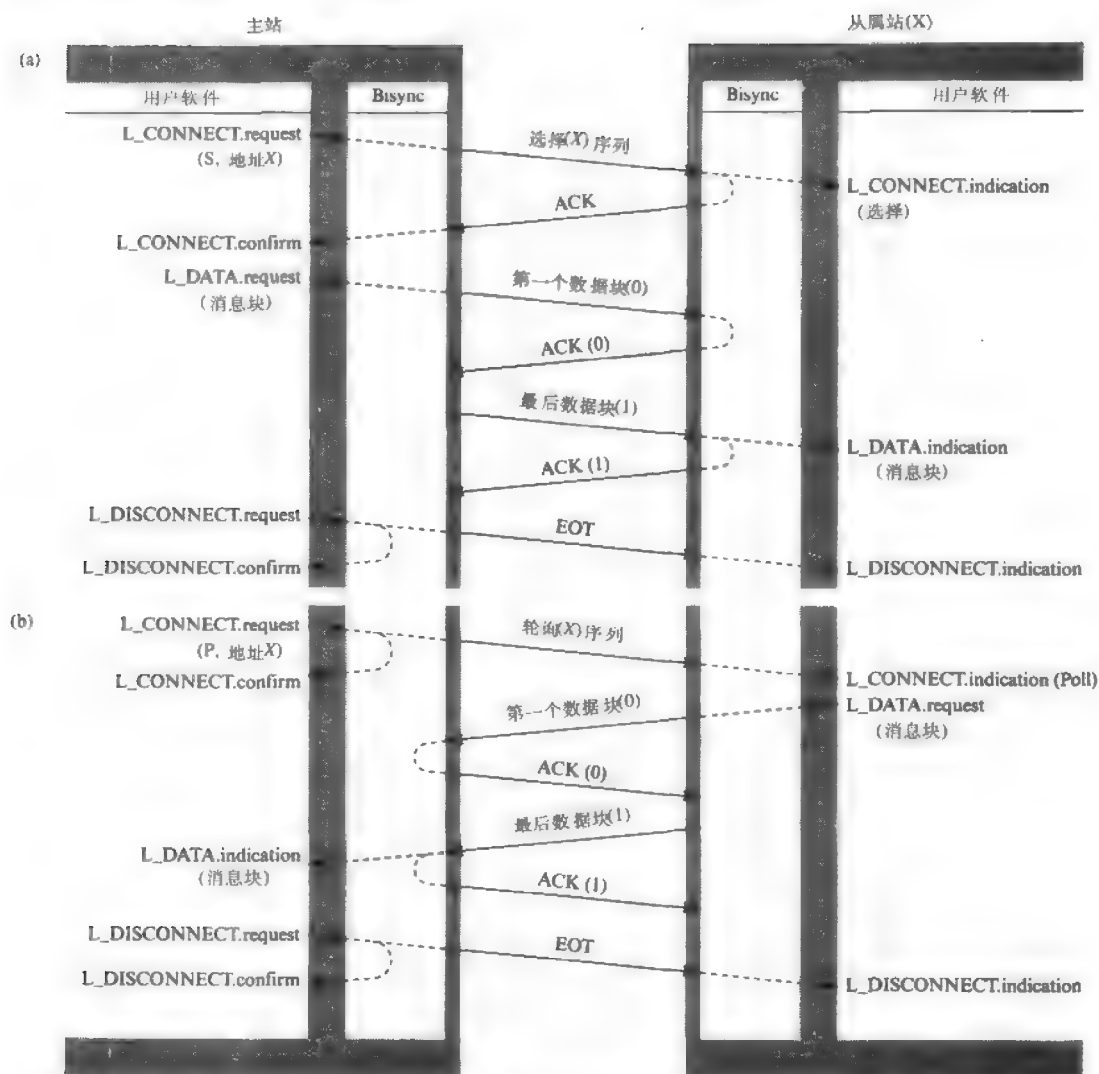 主站
从属站(X)
(a)
用户软件
Bisync
Bisync
用户软件
L_CONNECT.request
(S, 地址X)
选择(X)序列
L_CONNECT.indication
(选择)
ACK
L_CONNECT.confirm
L_DATA.request
(消息块)
第一个数据块(0)
ACK (0)
最后数据块(1)
L_DATA.indication
(消息块)
ACK (1)
L_DISCONNECT.request
EOT
L_DISCONNECT.confirm
L_DISCONNECT.indication
(b)
L_CONNECT.request
(P, 地址X)
轮询(X)序列
L_CONNECT.confirm
L_CONNECT.indication (Poll)
L_DATA.request
(消息块)
第一个数据块(0)
ACK (0)
最后数据块(1)
L_DATA.indication
(消息块)
ACK (1)
L_DISCONNECT.request
EOT
L_DISCONNECT.confirm
L_DISCONNECT.indication